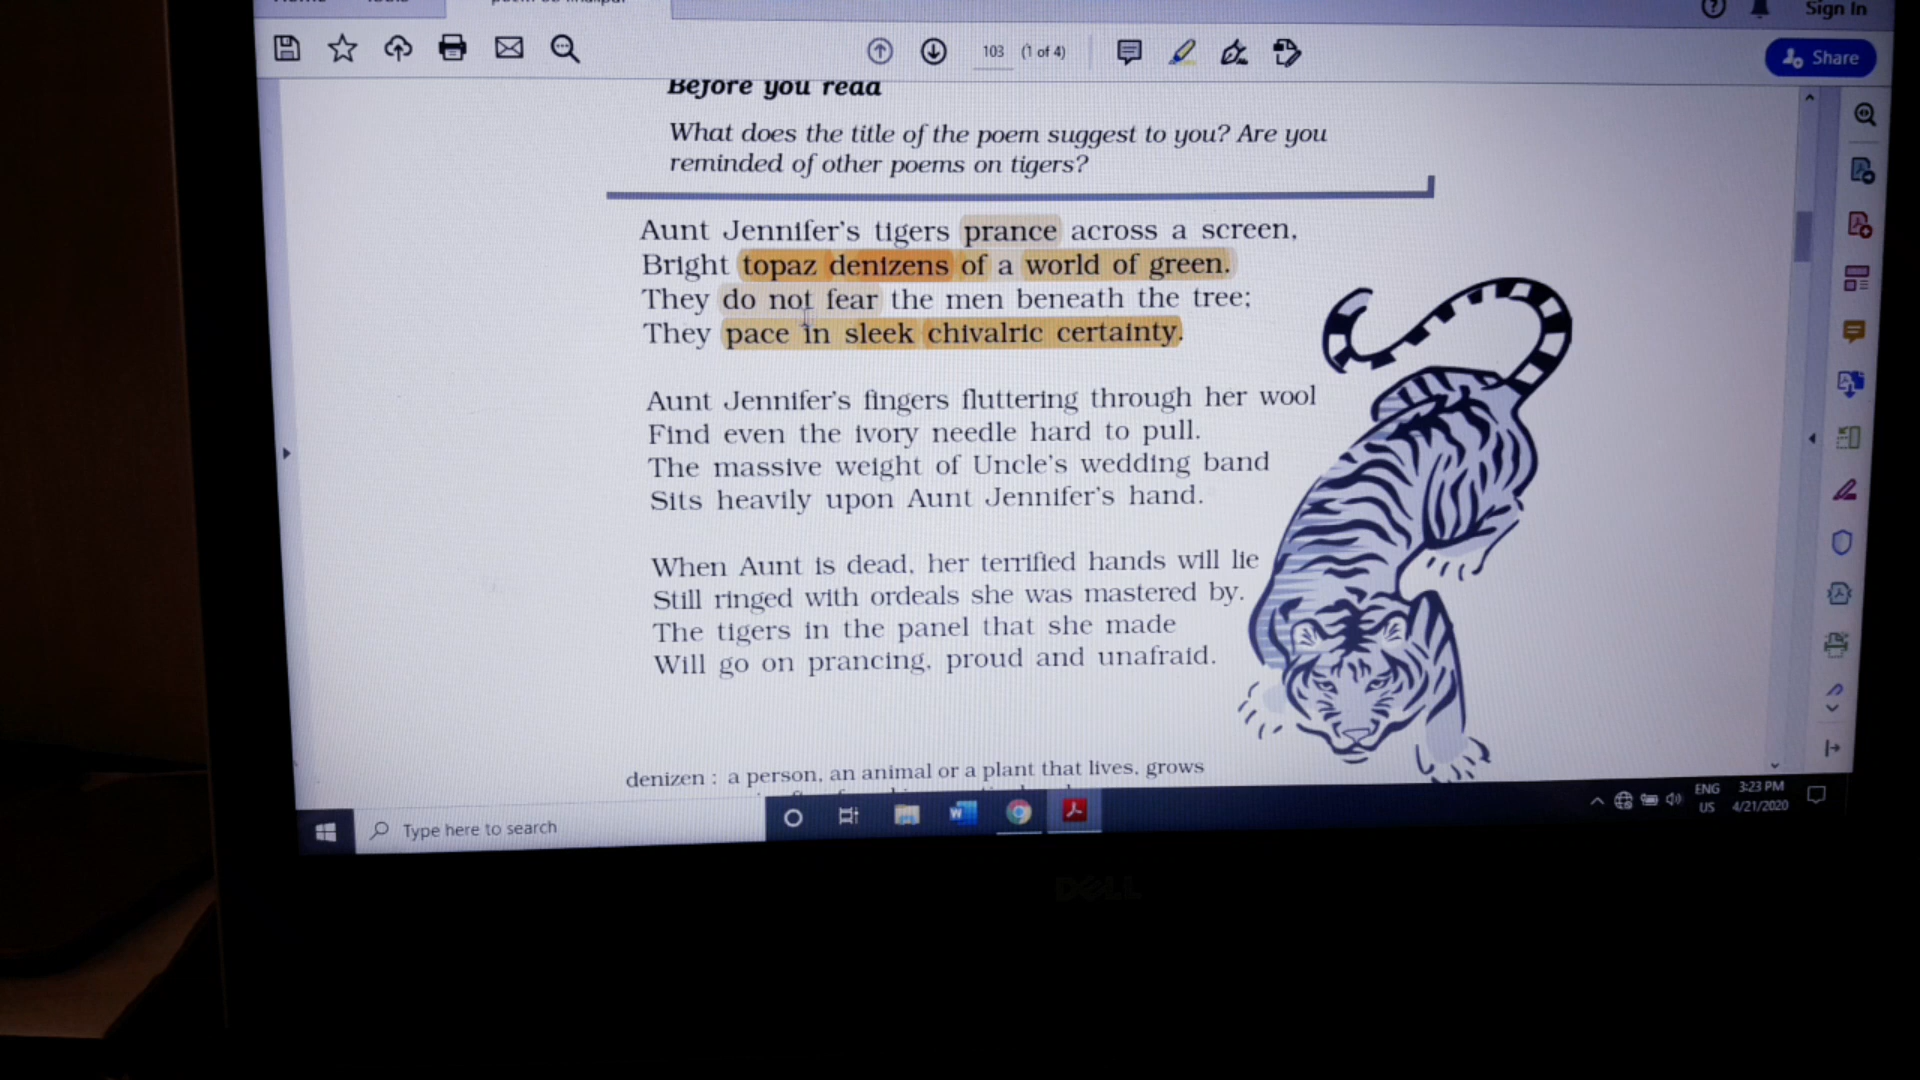 Sign In
103 (1 of 4)
Share
Before you read
What does the title of the poem suggest to you? Are you
reminded of other poems on tigers?
Aunt Jennifer's tigers prance across a screen,
Bright topaz denizens of a world of green.
They do not fear the men beneath the tree;
They pace in sleek chivalric certainty.
Aunt Jennifer's fingers fluttering through her wool
Find even the ivory needle hard to pull.
The massive weight of Uncle's wedding band
Sits heavily upon Aunt Jennifer's hand.
When Aunt is dead, her terrified hands will lie
Still ringed with ordeals she was mastered by.
The tigers in the panel that she made
Will go on prancing, proud and unafraid.
denizen : a person, an animal or a plant that lives, grows
Type here to search
ENG
US
3:23 PM
4/21/2020
DELL